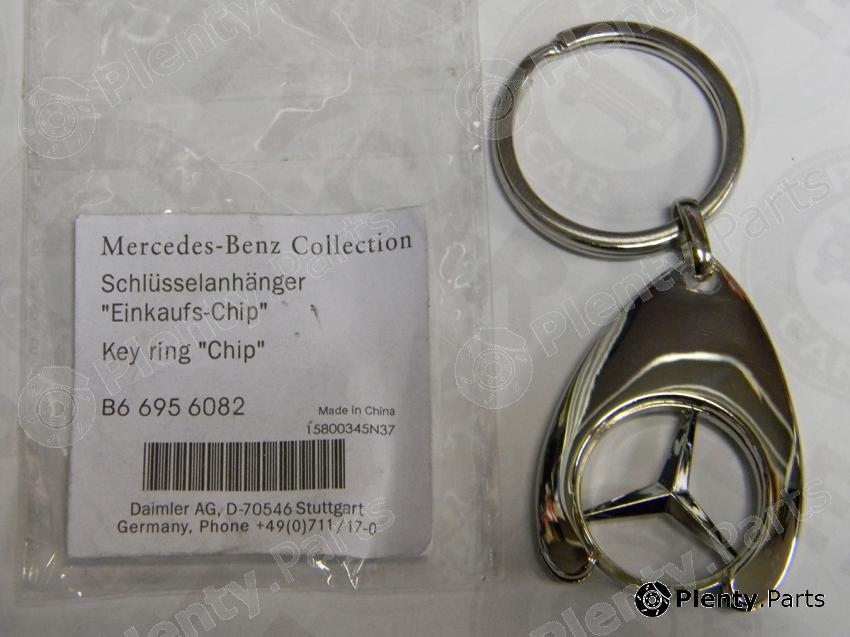 Mercedes-Benz Collection
Schlüsselanhänger
"Einkaufs-Chip"
Key ring "Chip"
B6 695 6082
Made in China
15800345N37
Daimler AG, D-70546 Stuttgart
Germany, Phone +49(0)711/17-0
Plenty.Parts